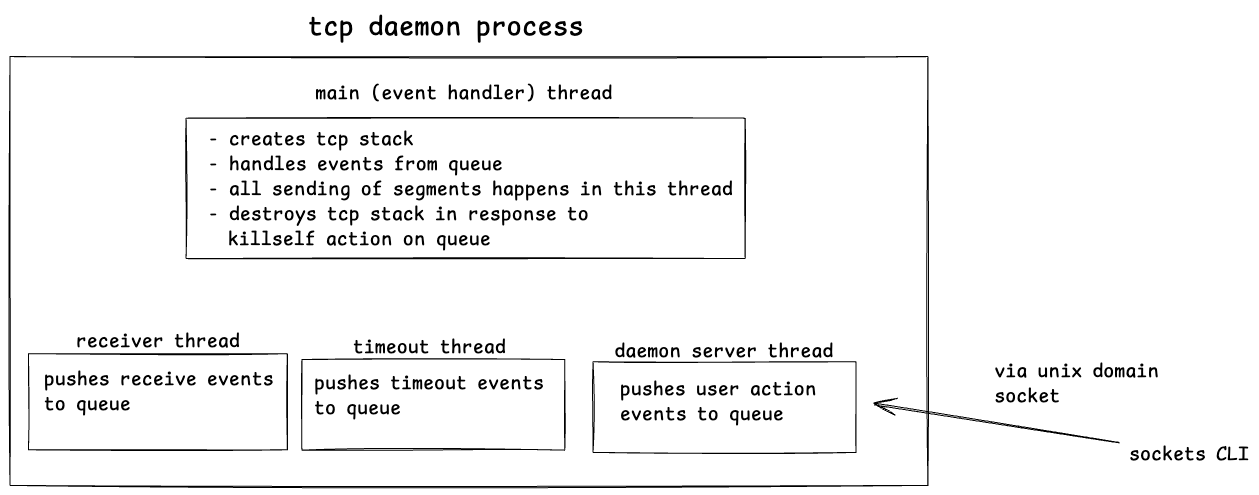 tcp daemon process
main (event handler) thread
- creates tcp stack
- handles events from queue
- all sending of segments happens in this thread
- destroys tcp stack in response to
killself action on queue
receiver thread
pushes receive events
to queue
timeout thread
pushes timeout events
to queue
daemon server thread
pushes user action
events to queue
via unix domain
socket
sockets CLI